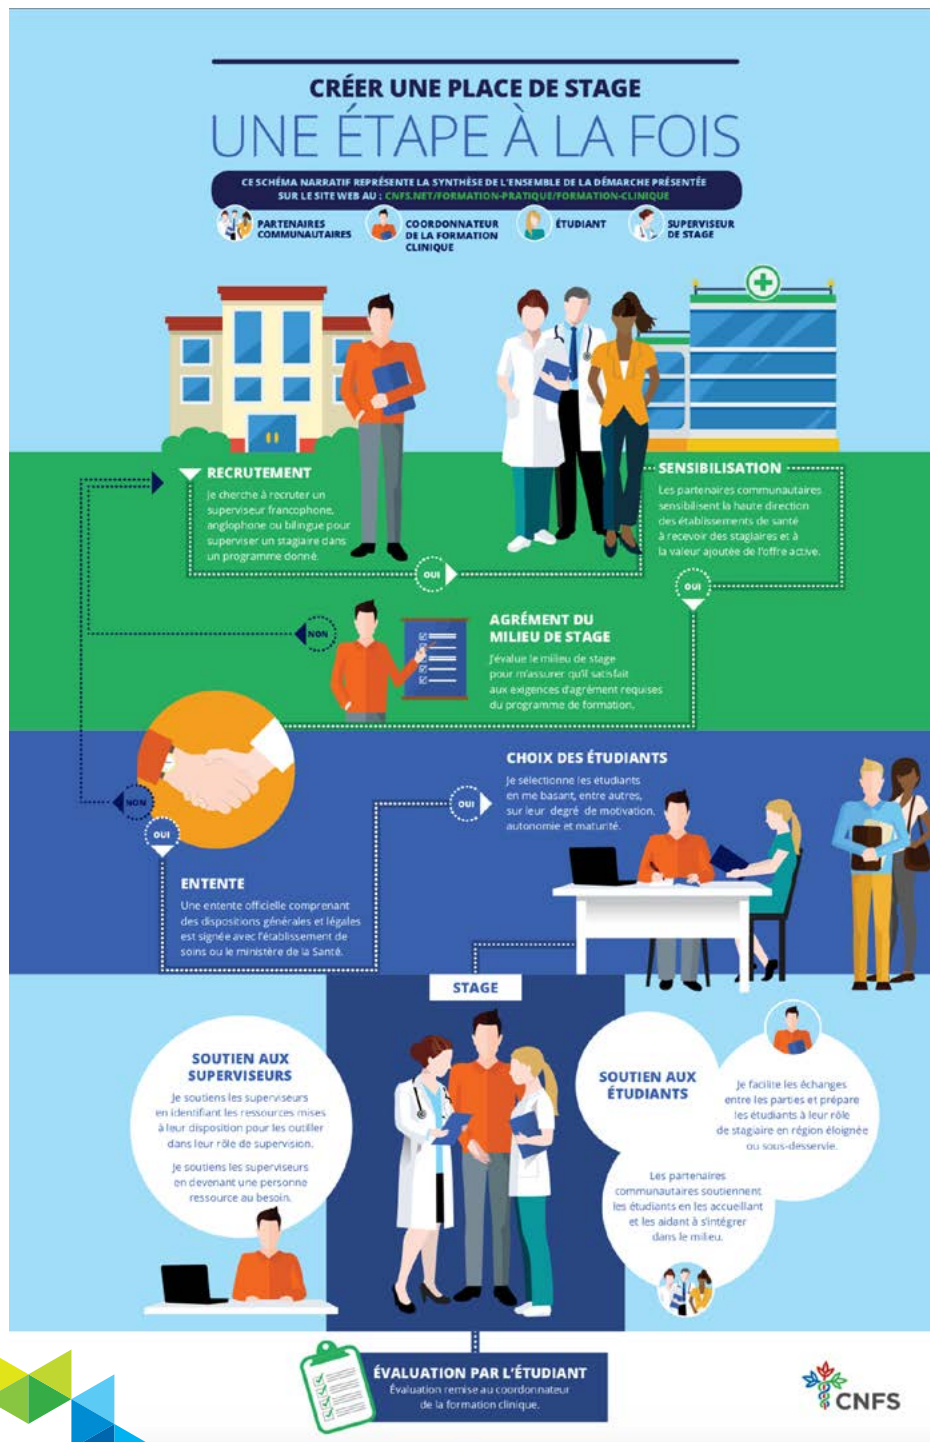 CRÉER UNE PLACE DE STAGE
UNE ÉTAPE À LA FOIS
CE SCHÉMA NARRATIF REPRÉSENTE LA SYNTHÈSE DE L'ENSEMBLE DE LA DÉMARCHE PRÉSENTÉE
SUR LE SITE WEB AU : CNFS.NET/FORMATION-PRATIQUE/FORMATION-CLINIQUE
PARTENAIRES
COMMUNAUTAIRES
COORDONNATEUR
DE LA FORMATION
CLINIQUE
ÉTUDIANT
SUPERVISEUR
DE STAGE
RECRUTEMENT
Je cherche à recruter un
superviseur francophone,
anglophone ou bilingue pour
superviser un stagiaire dans
un programme donné.
OUI
SENSIBILISATION
Les partenaires communautaires
sensibilisent la haute direction
des établissements de santé
à recevoir des stagiaires et à
la valeur ajoutée de l'offre active.
OUI
NON
AGRÉMENT DU
MILIEU DE STAGE
J'évalue le milieu de stage
pour m'assurer qu'il satisfait
aux exigences d'agrément requises
du programme de formation.
NON
OUI
ENTENTE
Une entente officielle comprenant
des dispositions générales et légales
est signée avec l'établissement de
soins ou le ministère de la Santé.
OUI
CHOIX DES ÉTUDIANTS
Je sélectionne les étudiants
en me basant, entre autres,
sur leur degré de motivation,
autonomie et maturité.
STAGE
SOUTIEN AUX
SUPERVISEURS
Je soutiens les superviseurs
en identifiant les ressources mises
à leur disposition pour les outiller
dans leur rôle de supervision.
Je soutiens les superviseurs
en devenant une personne
ressource au besoin.
SOUTIEN AUX
ÉTUDIANTS
Je facilite les échanges
entre les parties et prépare
les étudiants à leur rôle
de stagiaire en région éloignée
ou sous-desservie.
Les partenaires
communautaires soutiennent
les étudiants en les accueillant
et les aidant à s'intégrer
dans le milieu.
ÉVALUATION PAR L'ÉTUDIANT
Évaluation remise au coordonnateur
de la formation clinique.
CNFS